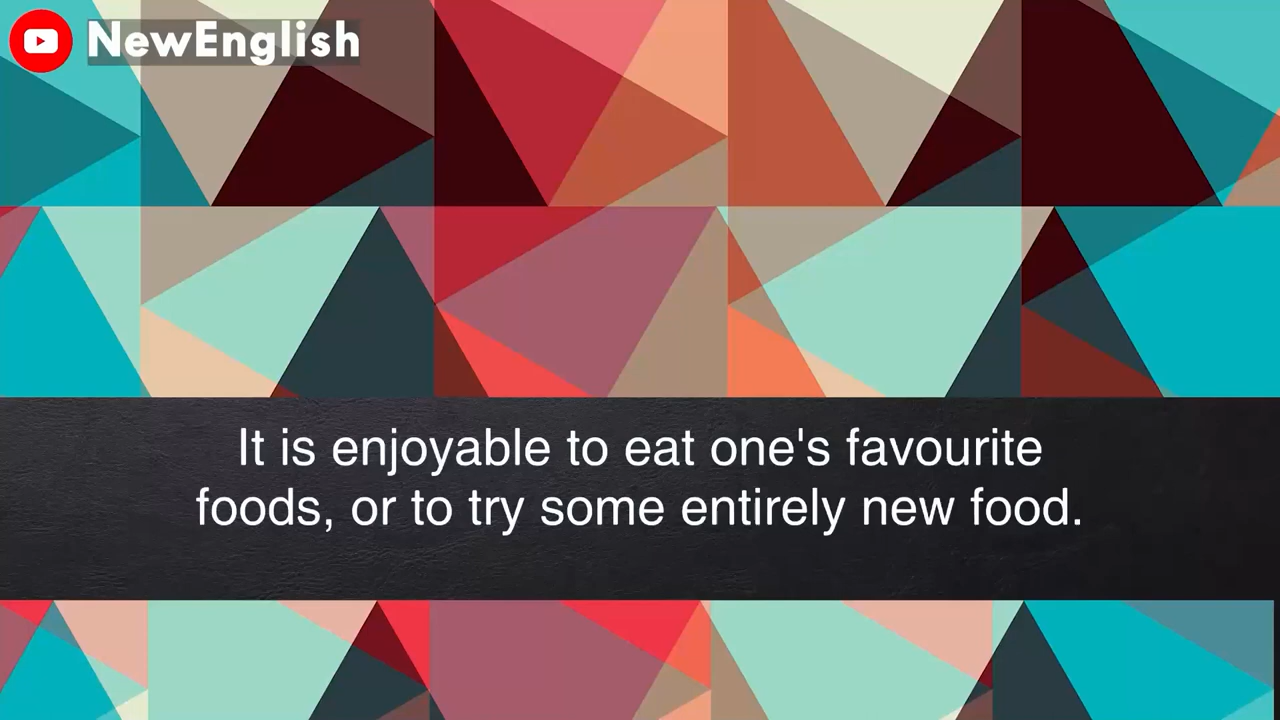 NewEnglish
It is enjoyable to eat one's favourite
foods, or to try some entirely new food.